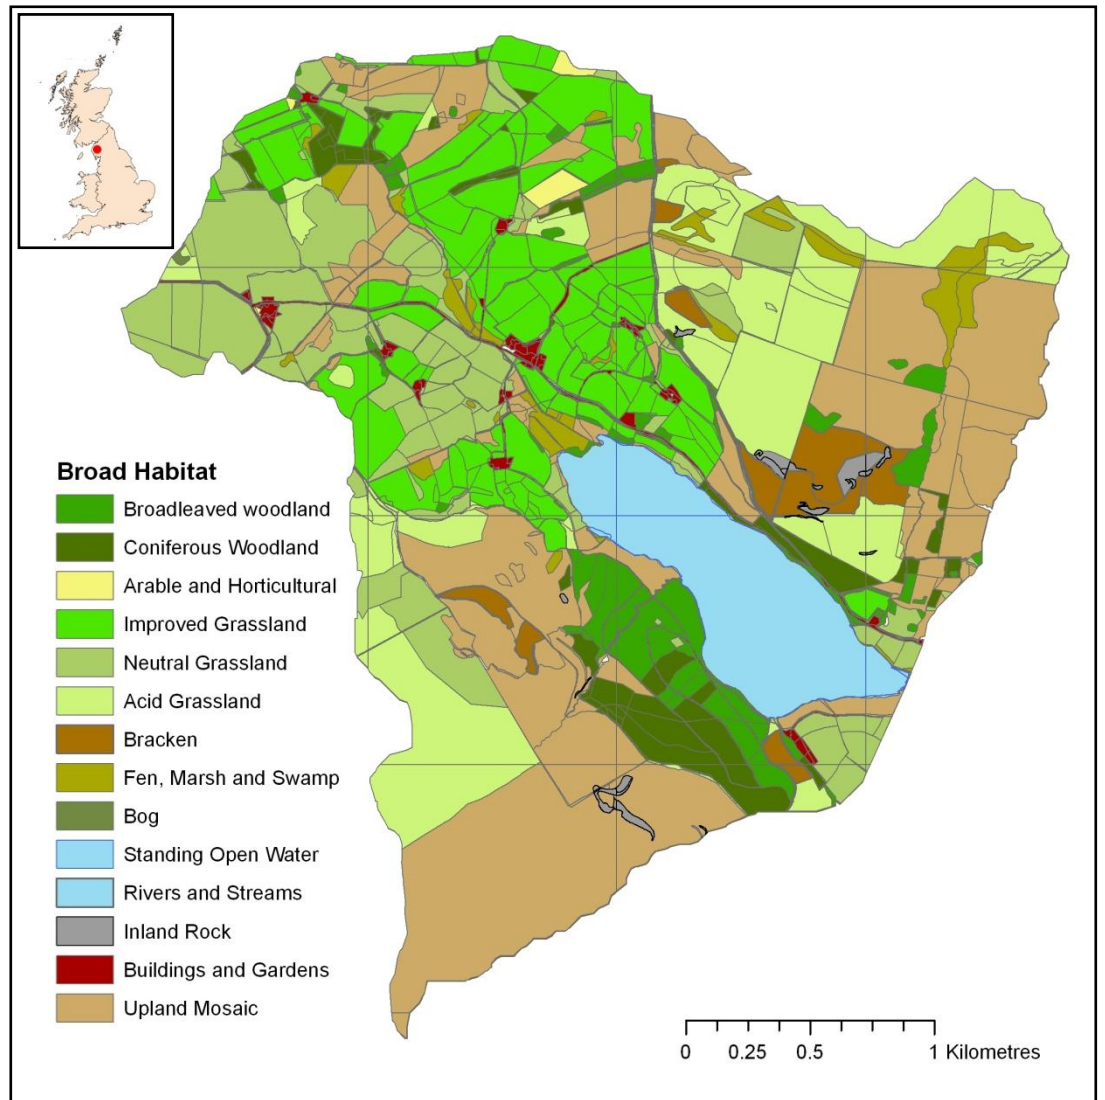 Broad Habitat
Broadleaved woodland
Coniferous Woodland
Arable and Horticultural
Improved Grassland
Neutral Grassland
Acid Grassland
Bracken
Fen, Marsh and Swamp
Bog
Standing Open Water
Rivers and Streams
Inland Rock
Buildings and Gardens
Upland Mosaic
0 0.25 0.5 1 Kilometres